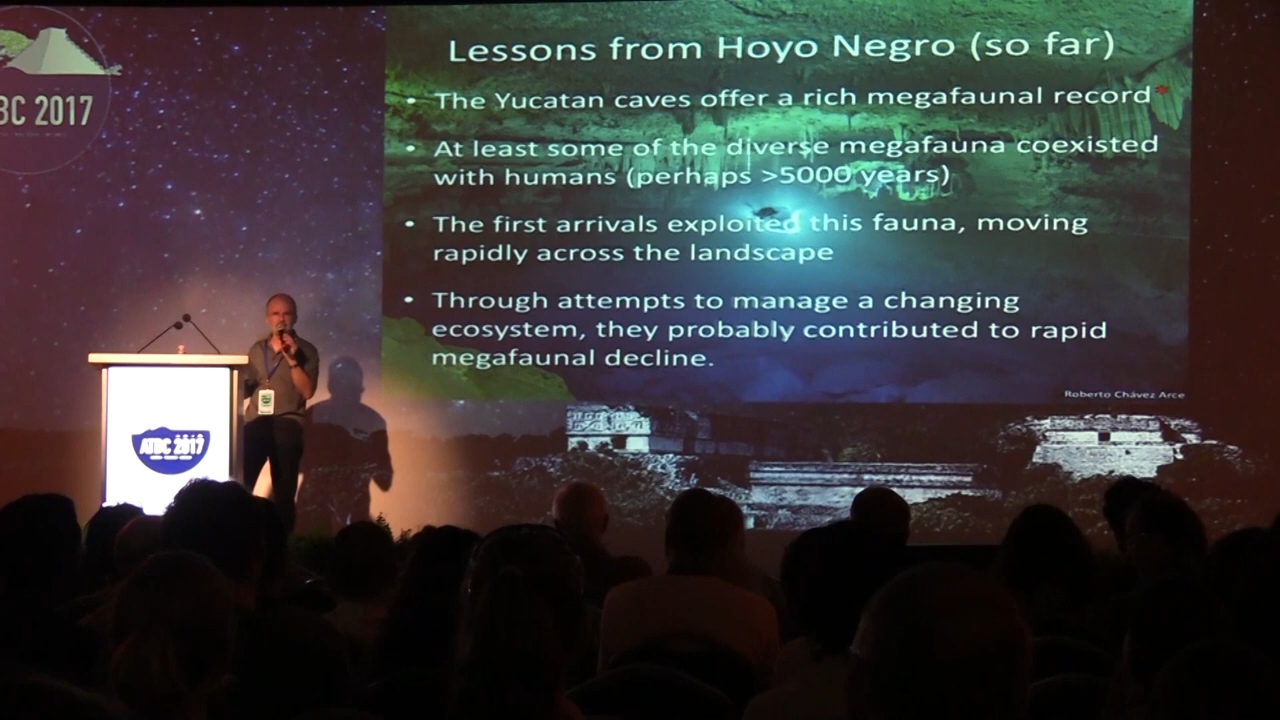 BC 2017
Lessons from Hoyo Negro (so far)
• The Yucatan caves offer a rich megafaunal record*
• At least some of the diverse megafauna coexisted
with humans (perhaps >5000 years)
• The first arrivals exploited this fauna, moving
rapidly across the landscape
• Through attempts to manage a changing
ecosystem, they probably contributed to rapid
megafaunal decline.
Roberto Chávez Arce
ATBC 2017